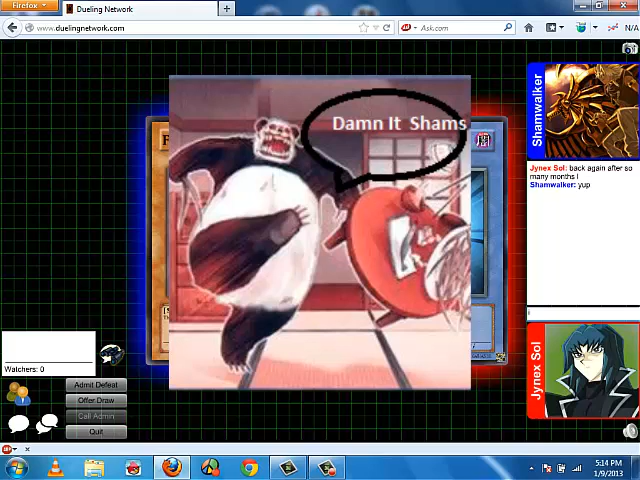 Firefox
Dueling Network
www.duelingnetwork.com
Ask.com
N/A
Damn It Shams
Shamwalker
Jynex Sol: back again after so
many months l
Shamwalker: yup
Watchers: 0
Admit Defeat
Offer Draw
Call Admin
Quit
Jynex Sol
5:14 PM
1/9/2013